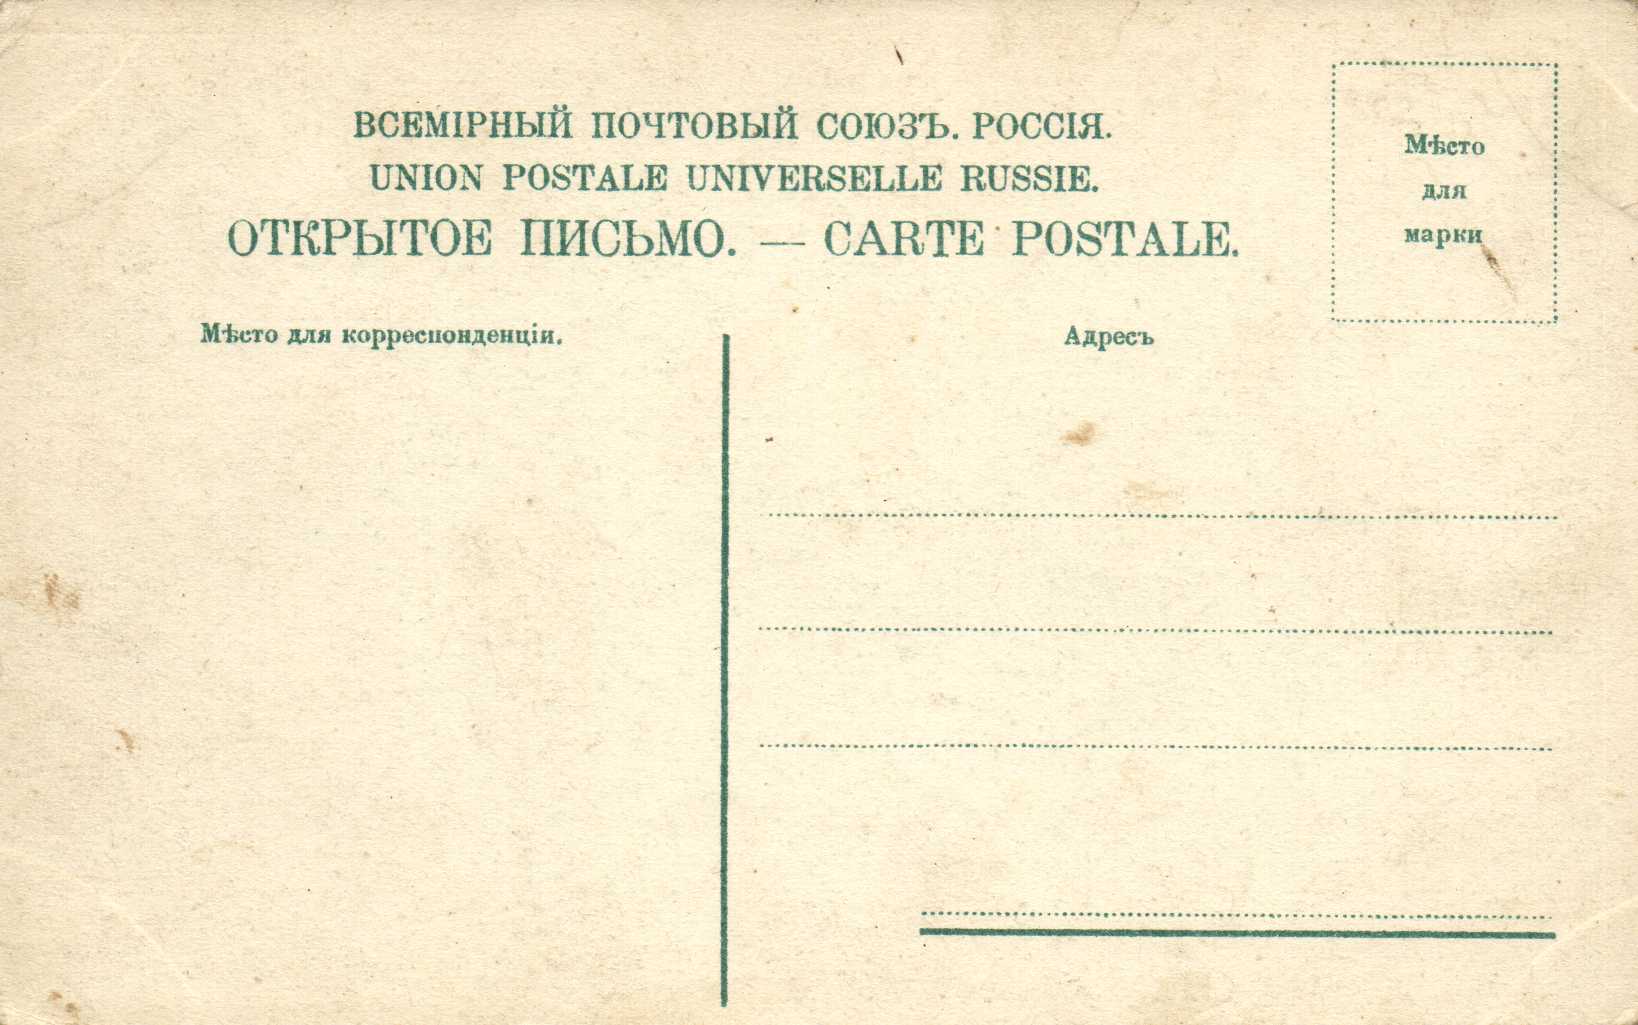 ВСЕМІРНЫЙ ПОЧТОВЫЙ СОЮЗЪ. РОССІЯ.
UNION POSTALE UNIVERSELLE RUSSIE.
ОТКРЫТОЕ ПИСЬМО. — CARTE POSTALE.
Мѣсто
для
марки
Мѣсто для корреспонденціи.
Адресъ